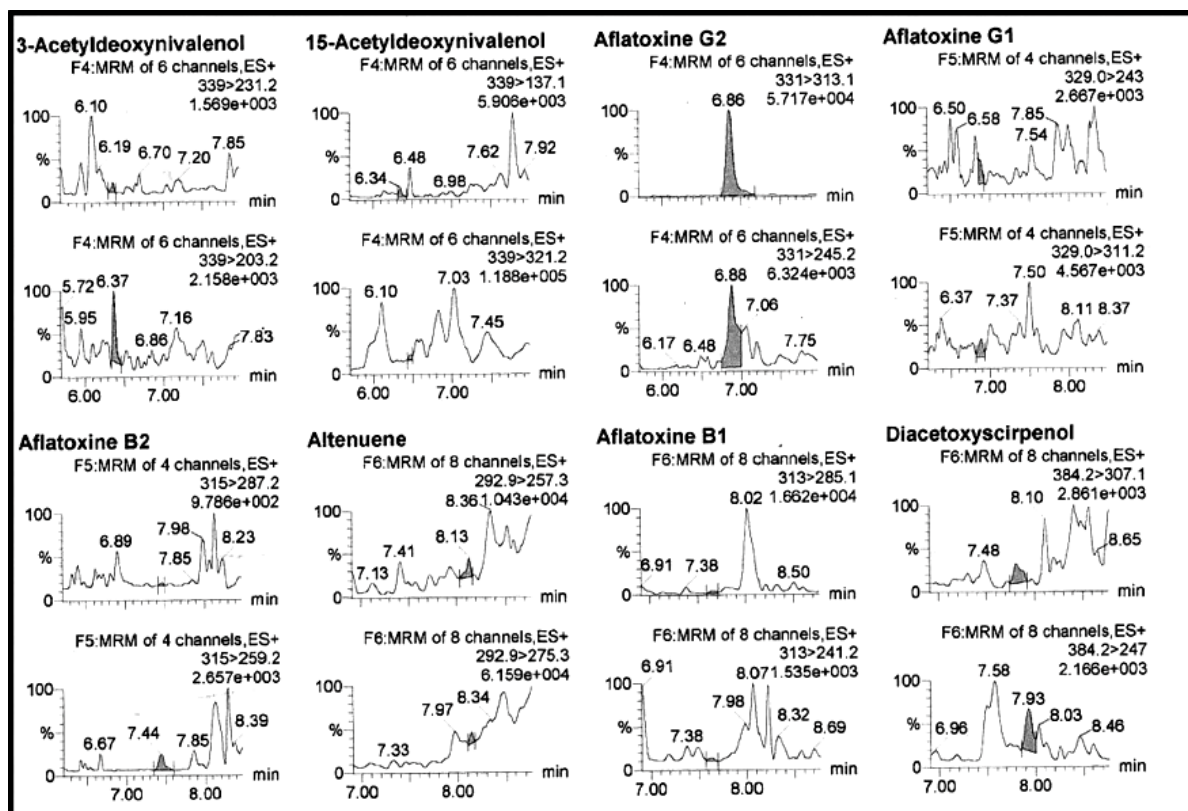 3-Acetyldeoxynivalenol
F4:MRM of 6 channels,ES+
339>231.2
1.569e+003
100
%
0
6.10
6.19
6.70
7.20
7.85
min
F4:MRM of 6 channels,ES+
339>203.2
2.158e+003
100
%
0
5.72
5.95
6.37
6.86
7.16
7.83
min
6.00 7.00
15-Acetyldeoxynivalenol
F4:MRM of 6 channels,ES+
339>137.1
5.906e+003
100
%
0
6.34
6.48
6.98
7.62
7.92
min
F4:MRM of 6 channels,ES+
339>321.2
1.188e+005
100
%
0
6.10
7.03
7.45
min
6.00 7.00
Aflatoxine G2
F4:MRM of 6 channels,ES+
331>313.1
5.717e+004
100
%
0
6.86
min
F4:MRM of 6 channels,ES+
331>245.2
6.324e+003
100
%
0
6.17
6.48
6.88
7.06
7.75
min
6.00 7.00
Aflatoxine G1
F5:MRM of 4 channels,ES+
329.0>243
2.667e+003
100
%
0
6.50
6.58
7.54
7.85
min
F5:MRM of 4 channels,ES+
329.0>311.2
4.567e+003
100
%
0
6.37
7.37
7.50
8.11
8.37
min
7.00 8.00
Aflatoxine B2
F5:MRM of 4 channels,ES+
315>287.2
9.786e+002
100
%
0
6.89
7.85
7.98
8.23
min
F5:MRM of 4 channels,ES+
315>259.2
2.657e+003
100
%
0
6.67
7.44
7.85
8.39
min
7.00 8.00
Altenuene
F6:MRM of 8 channels,ES+
292.9>257.3
8.36 1.043e+004
100
%
0
7.13
7.41
8.13
min
F6:MRM of 8 channels,ES+
292.9>275.3
6.159e+004
100
%
0
7.33
7.97
8.34
min
7.00 8.00
Aflatoxine B1
F6:MRM of 8 channels,ES+
313>285.1
8.02 1.662e+004
100
%
0
6.91
7.38
8.50
min
F6:MRM of 8 channels,ES+
313>241.2
8.07 1.535e+003
100
%
0
6.91
7.38
7.98
8.32
8.69
min
7.00 8.00
Diacetoxyscirpenol
F6:MRM of 8 channels,ES+
384.2>307.1
8.10 2.861e+003
100
%
0
7.48
8.65
min
F6:MRM of 8 channels,ES+
384.2>247
2.166e+003
100
%
0
6.96
7.58
7.93
8.03
8.46
min
7.00 8.00